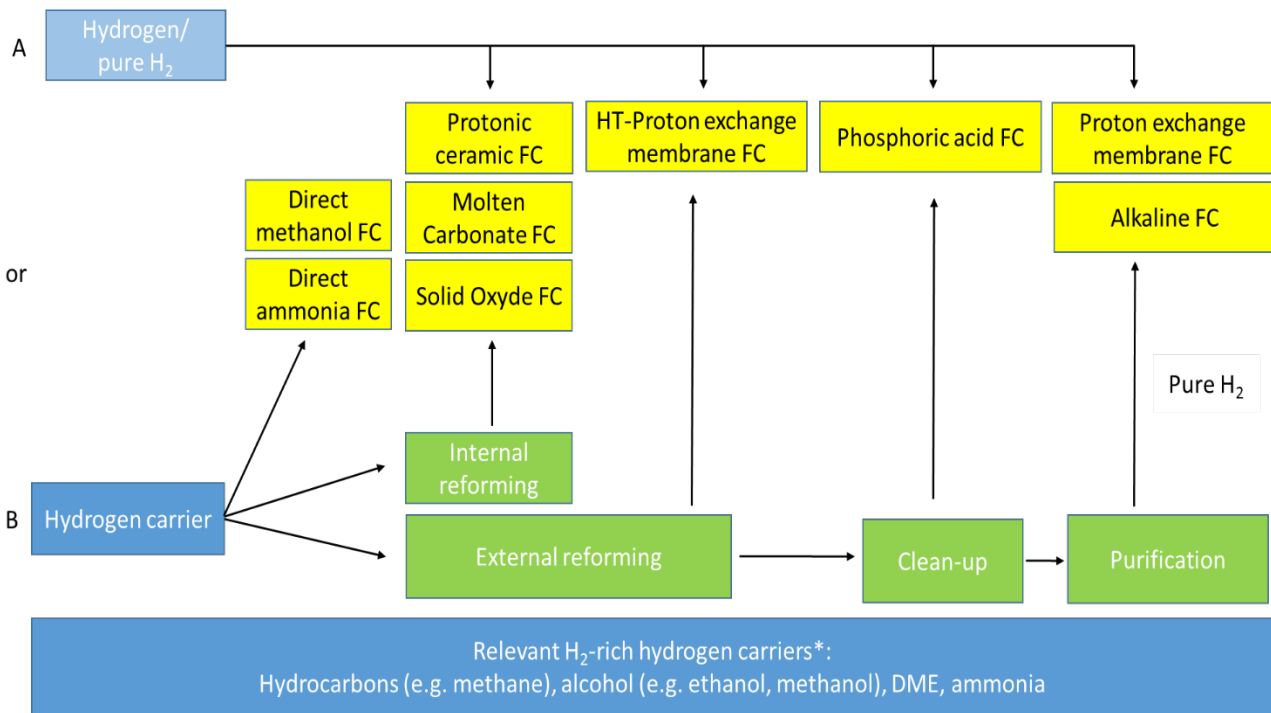 A
Hydrogen/
pure H₂
Protonic
ceramic FC
HT-Proton exchange
membrane FC
Phosphoric acid FC
Proton exchange
membrane FC
Direct
methanol FC
Molten
Carbonate FC
Alkaline FC
or
Direct
ammonia FC
Solid Oxyde FC
Pure H₂
Internal
reforming
B
Hydrogen carrier
External reforming
Clean-up
Purification
Relevant H₂-rich hydrogen carriers*:
Hydrocarbons (e.g. methane), alcohol (e.g. ethanol, methanol), DME, ammonia